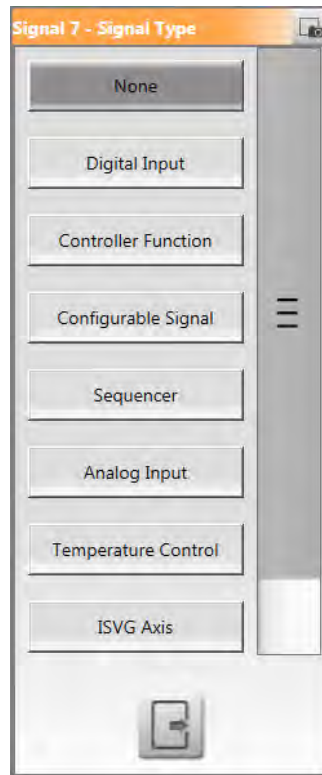 Signal 7 - Signal Type
None
Digital Input
Controller Function
Configurable Signal
Sequencer
Analog Input
Temperature Control
ISVG Axis